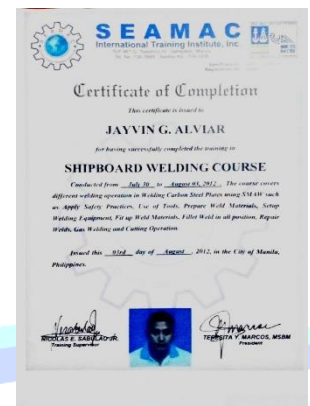 SEAMAC
International Training Institute, Inc.
Certificate of Completion
This certificate is issued to
JAYVIN G. ALVIAR
for having successfully completed the training in
SHIPBOARD WELDING COURSE
Conducted from July 30 to August 03, 2012 . The course covers
different welding operation in Welding Carbon Steel Plates using SMAW such
as Apply Safety Practices, Use of Tools, Prepare Weld Materials, Setup
Welding Equipment, Fit up Weld Materials, Fillet Weld in all position, Repair
Welds, Gas Welding and Cutting Operation.
Issued this 03rd day of August , 2012, in the City of Manila,
Philippines.
NICOLAS E. SABULAO JR.
Training Supervisor
TERESITA Y. MARCOS, MSBM
President